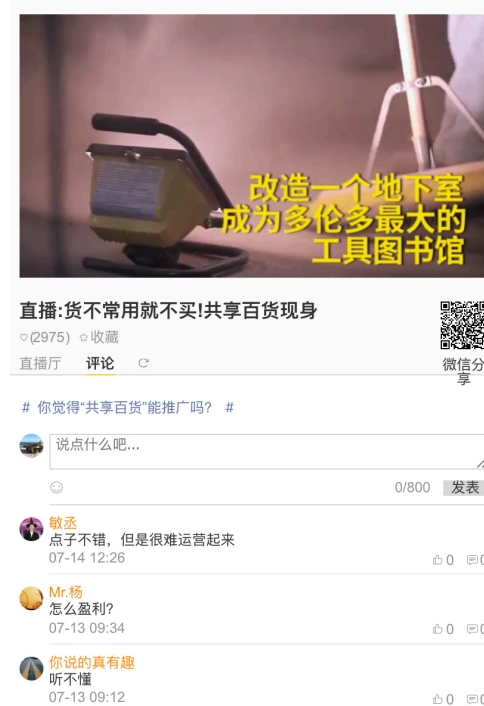 改造一个地下室
成为多伦多最大的
工具图书馆
直播:货不常用就不买!共享百货现身
(2975) 收藏
微信分享
直播厅 评论
# 你觉得“共享百货”能推广吗? #
说点什么吧...
0/800 发表
敏丞
点子不错，但是很难运营起来
07-14 12:26 0 0
Mr.杨
怎么盈利?
07-13 09:34 0 0
你说的真有趣
听不懂
07-13 09:12 0 0